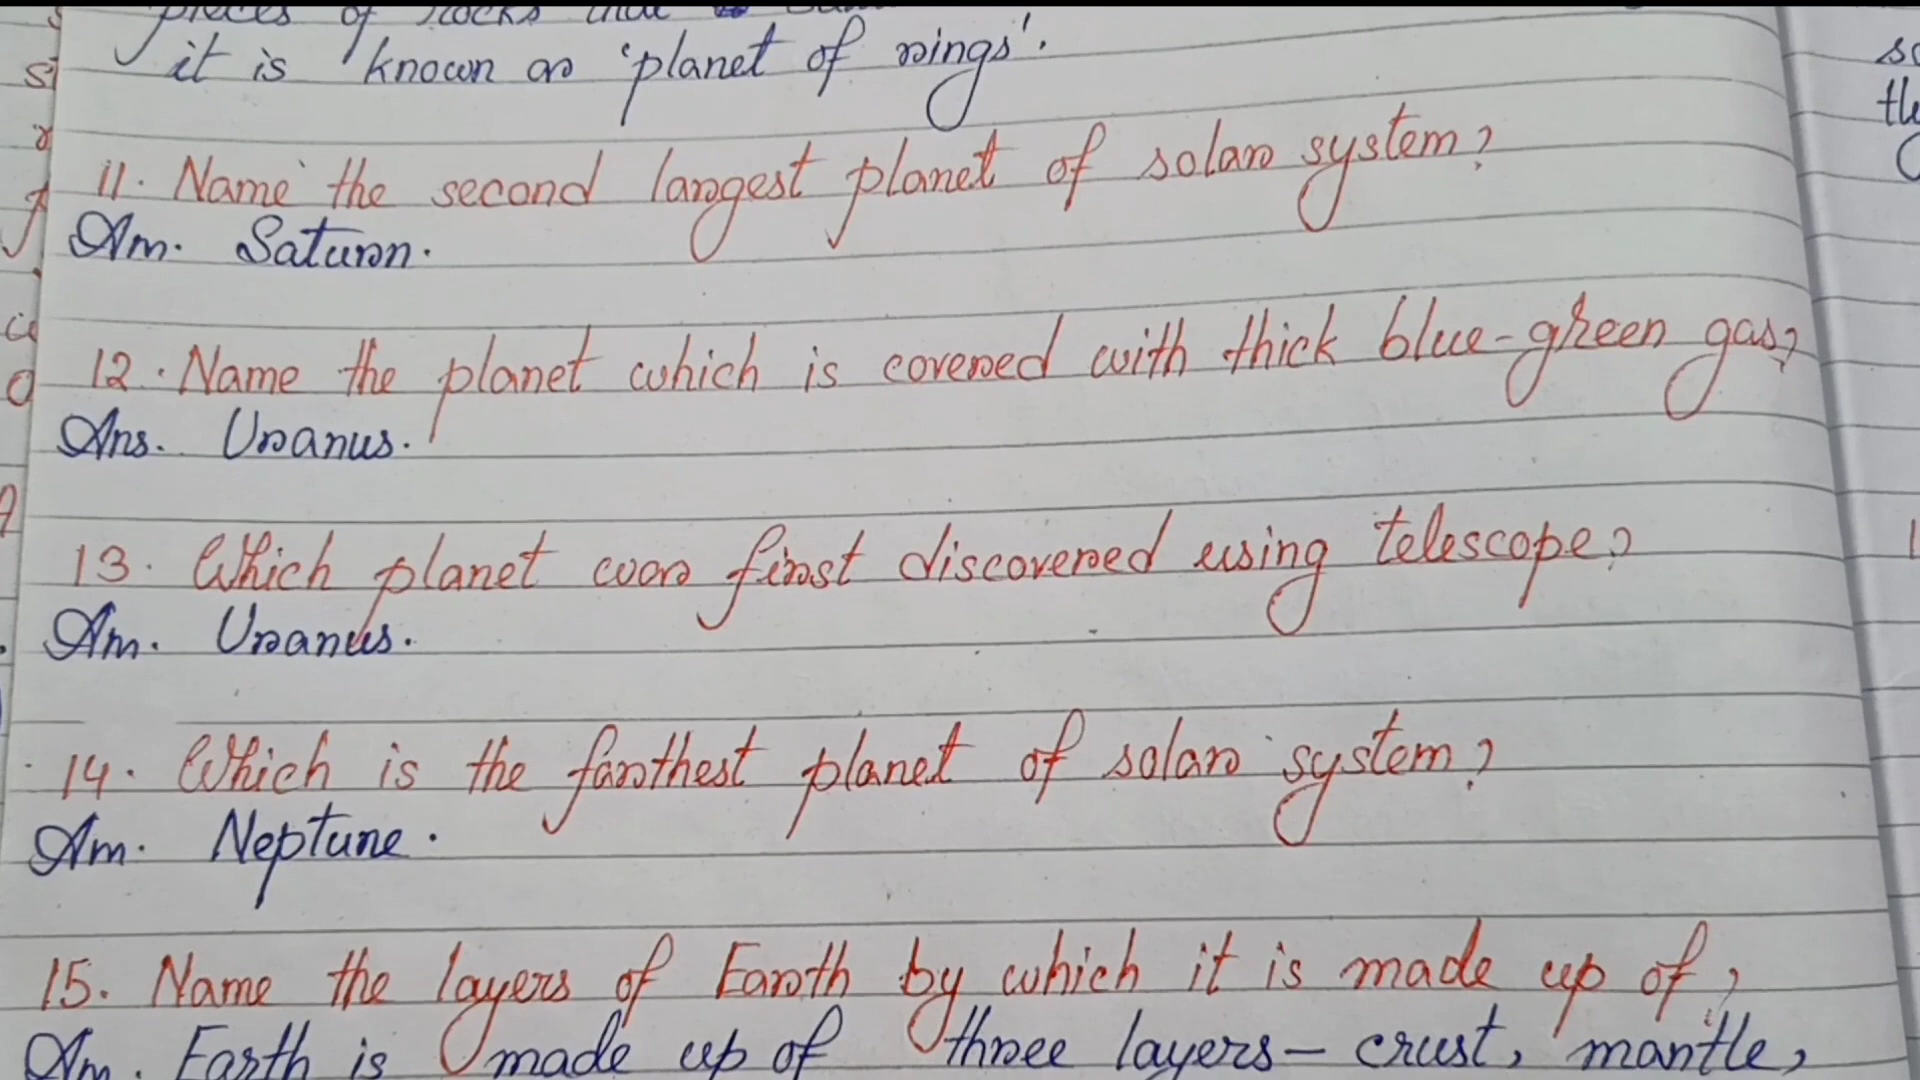 pieces of rocks that
it is known as 'planet of rings'.
11. Name the second largest planet of solar system?
Ans. Saturn.
12. Name the planet which is covered with thick blue-green gas?
Ans. Uranus.
13. Which planet was first discovered using telescope?
Ans. Uranus.
14. Which is the farthest planet of solar system?
Ans. Neptune.
15. Name the layers of Earth by which it is made up of?
Ans. Earth is made up of three layers- crust, mantle,